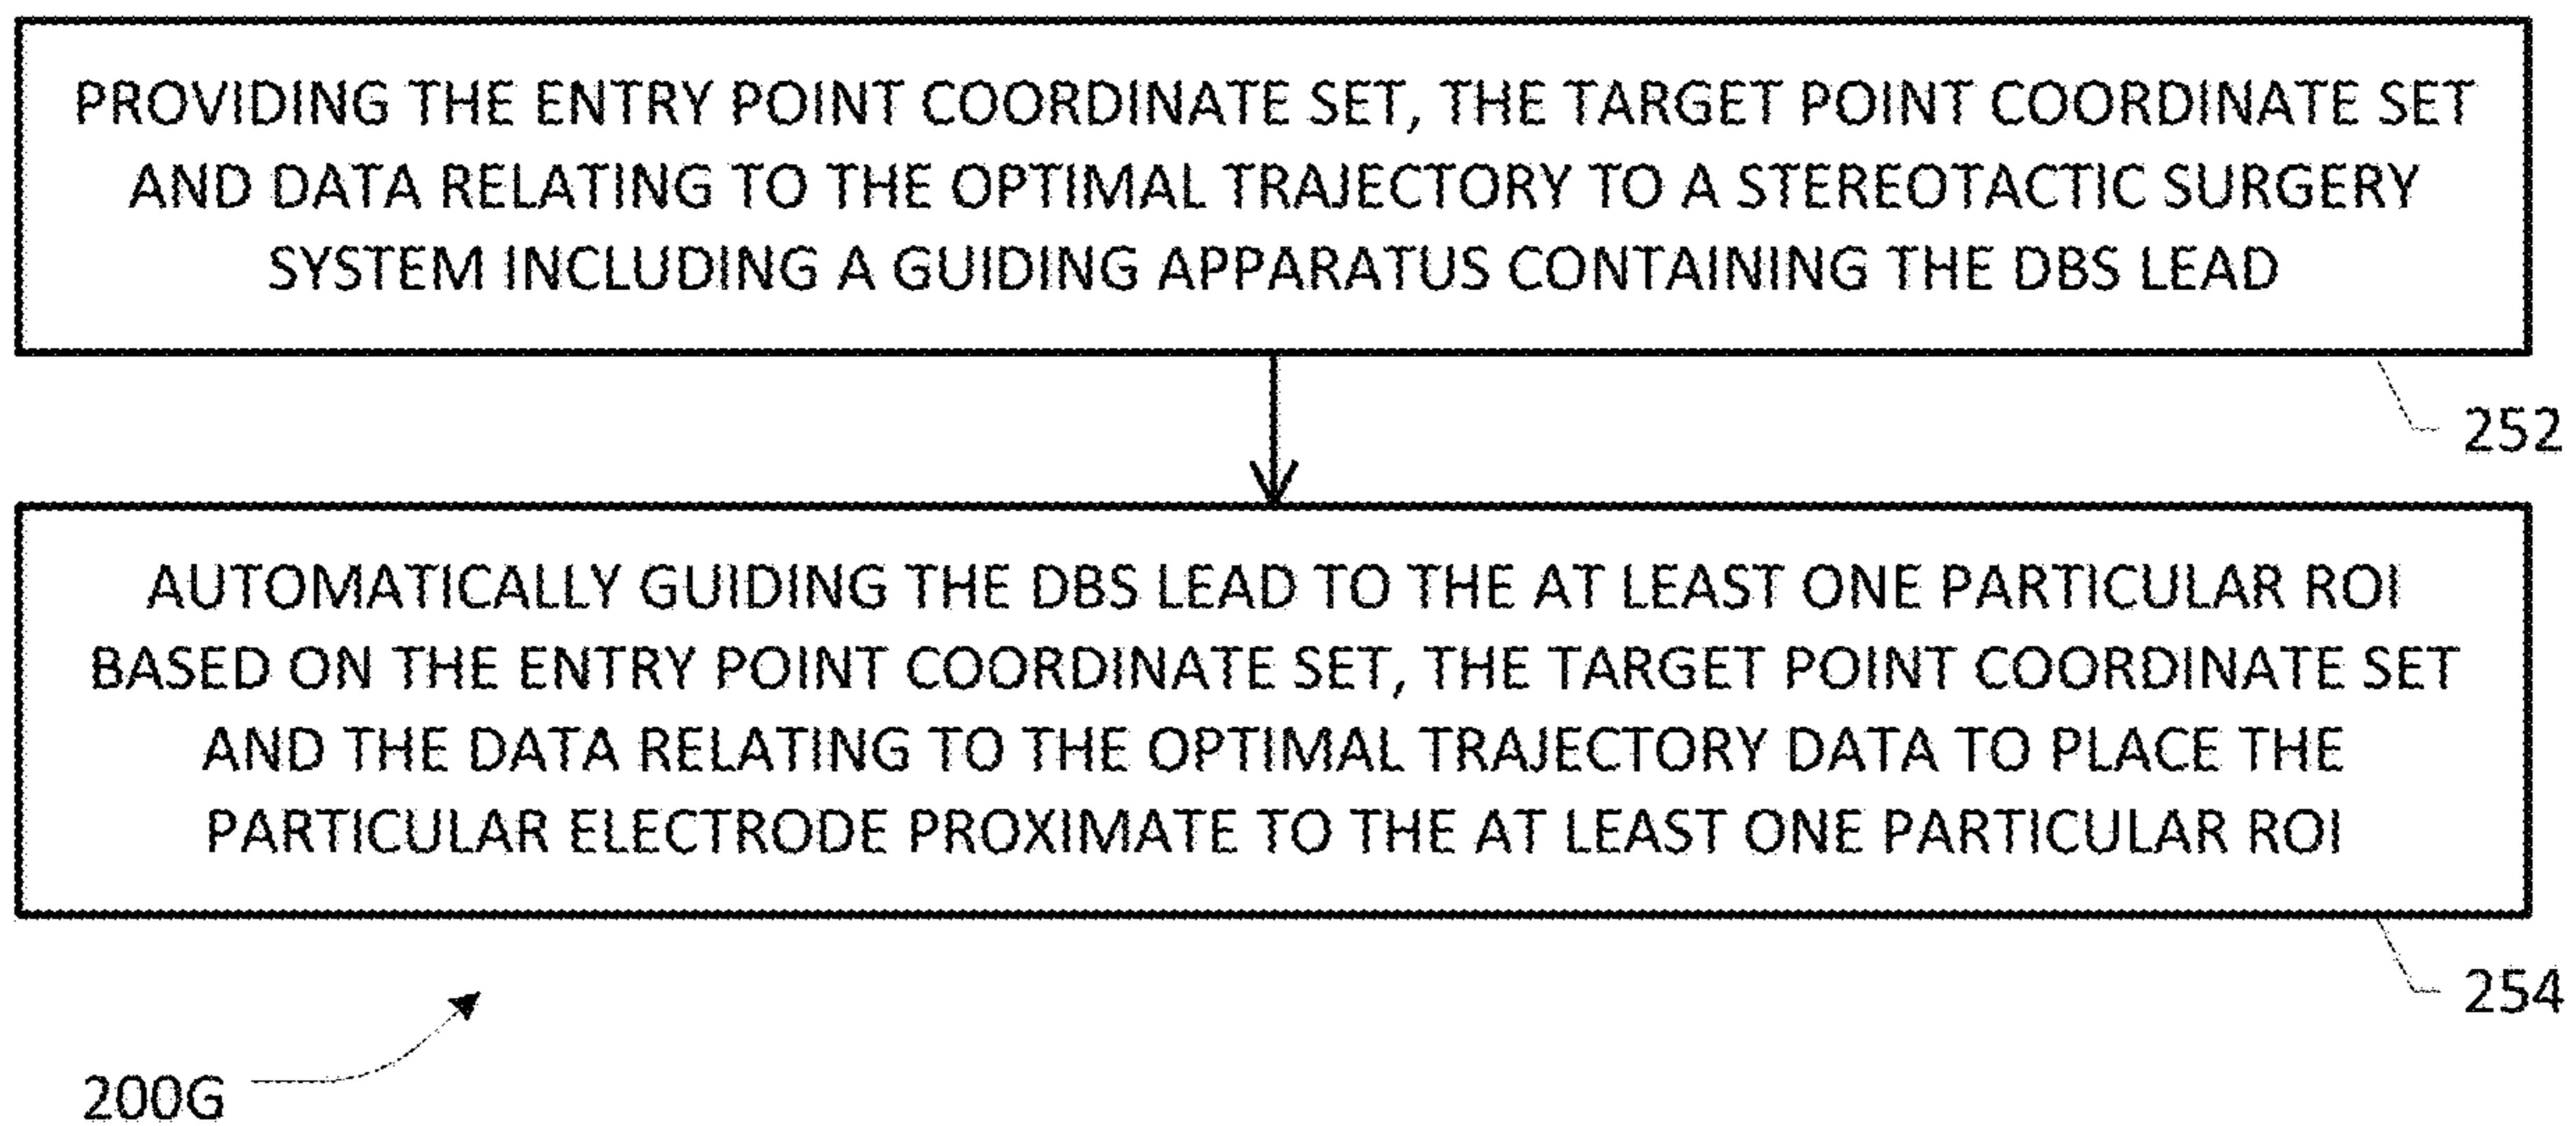 PROVIDING THE ENTRY POINT COORDINATE SET, THE TARGET POINT COORDINATE SET
AND DATA RELATING TO THE OPTIMAL TRAJECTORY TO A STEREOTACTIC SURGERY
SYSTEM INCLUDING A GUIDING APPARATUS CONTAINING THE DBS LEAD
252
AUTOMATICALLY GUIDING THE DBS LEAD TO THE AT LEAST ONE PARTICULAR ROI
BASED ON THE ENTRY POINT COORDINATE SET, THE TARGET POINT COORDINATE SET
AND THE DATA RELATING TO THE OPTIMAL TRAJECTORY DATA TO PLACE THE
PARTICULAR ELECTRODE PROXIMATE TO THE AT LEAST ONE PARTICULAR ROI
254
200G